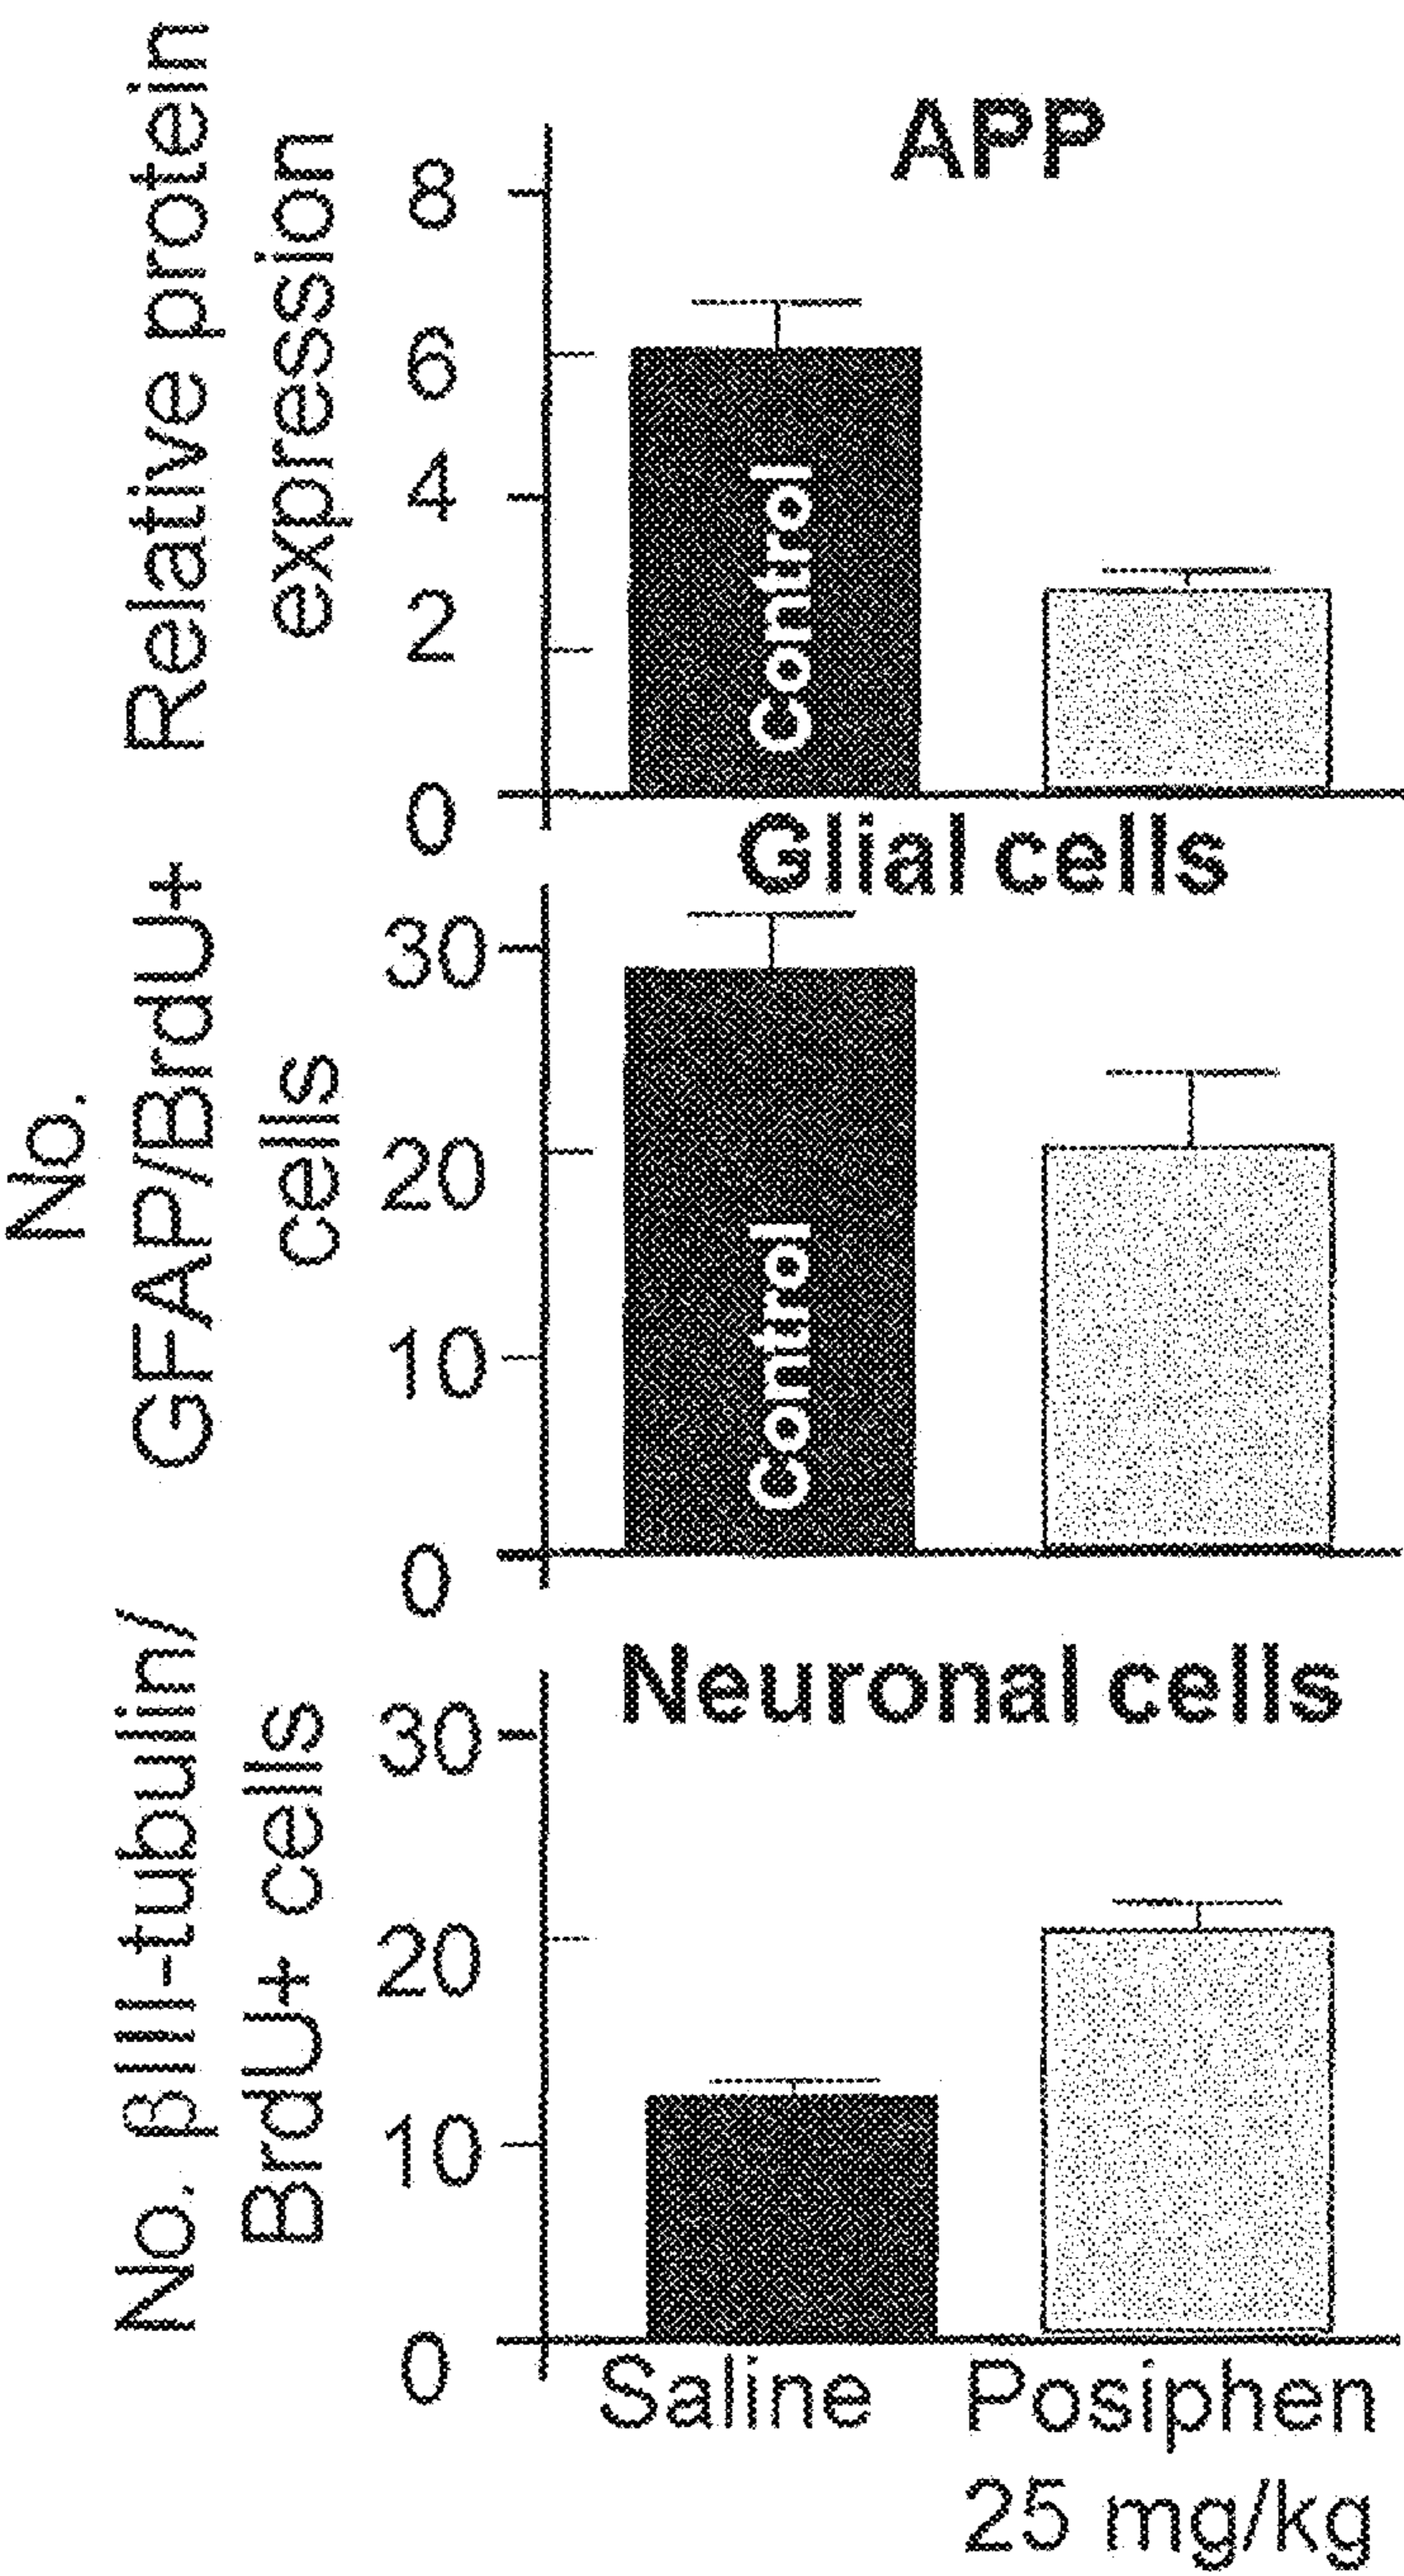 Relative protein
expression
APP
8
6
4
2
0
Control
No.
GFAP/BrdU+
cells
Glial cells
30
20
10
0
Control
No. βIII-tubulin/
BrdU+ cells
Neuronal cells
30
20
10
0
Saline
Posiphen
25 mg/kg